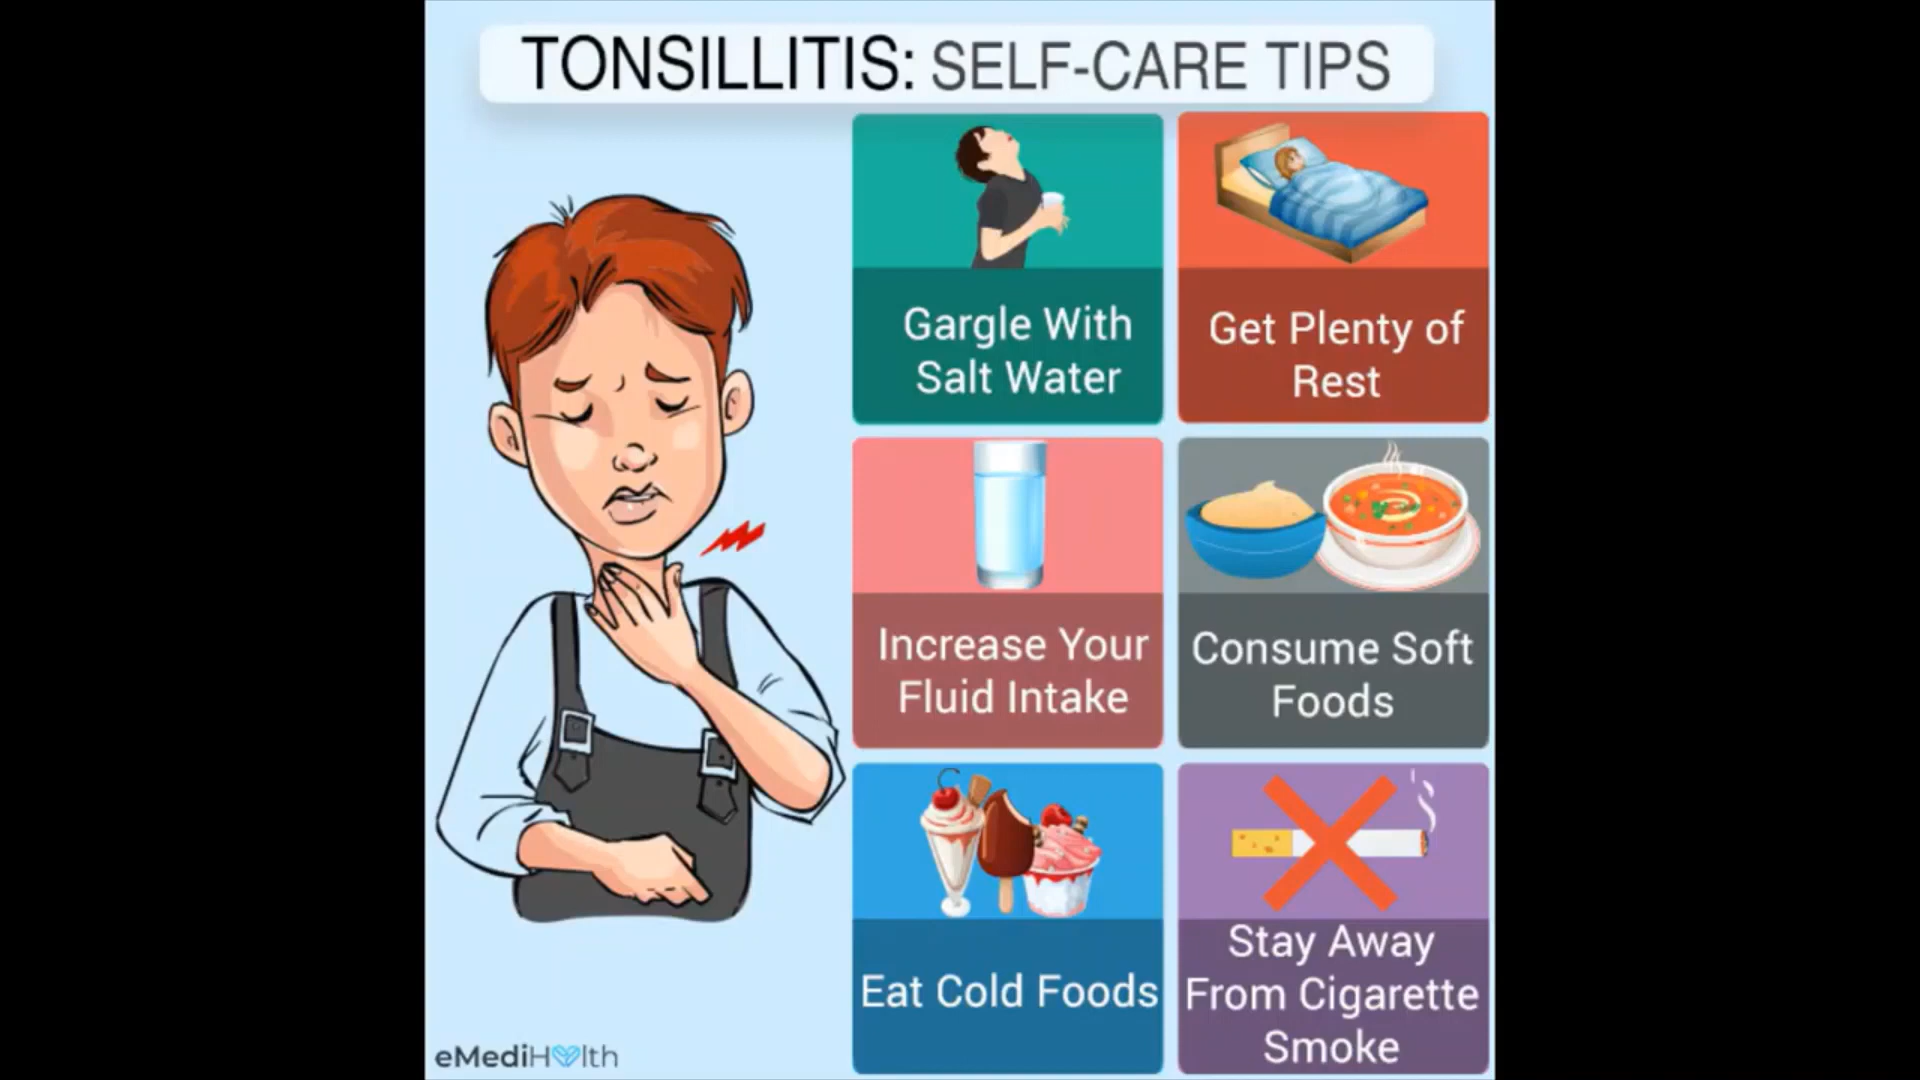 TONSILLITIS: SELF-CARE TIPS
Gargle With
Salt Water
Get Plenty of
Rest
Increase Your
Fluid Intake
Consume Soft
Foods
Eat Cold Foods
Stay Away
From Cigarette
Smoke
eMediHealth